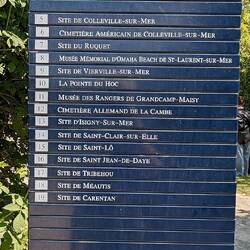 5 SITE DE COLLEVILLE-SUR-MER
6 CIMETIÈRE AMÉRICAIN DE COLLEVILLE-SUR-MER
7 SITE DU RUQUET
8 MUSÉE MÉMORIAL D'OMAHA BEACH DE ST-LAURENT-SUR-MER
9 SITE DE VIERVILLE-SUR-MER
10 LA POINTE DU HOC
11 MUSÉE DES RANGERS DE GRANDCAMP-MAISY
12 CIMETIÈRE ALLEMAND DE LA CAMBE
13 SITE D'ISIGNY-SUR-MER
14 SITE DE SAINT-CLAIR-SUR-ELLE
15 SITE DE SAINT-LÔ
16 SITE DE SAINT JEAN-DE-DAYE
17 SITE DE TRIBEHOU
18 SITE DE MÉAUTIS
19 SITE DE CARENTAN